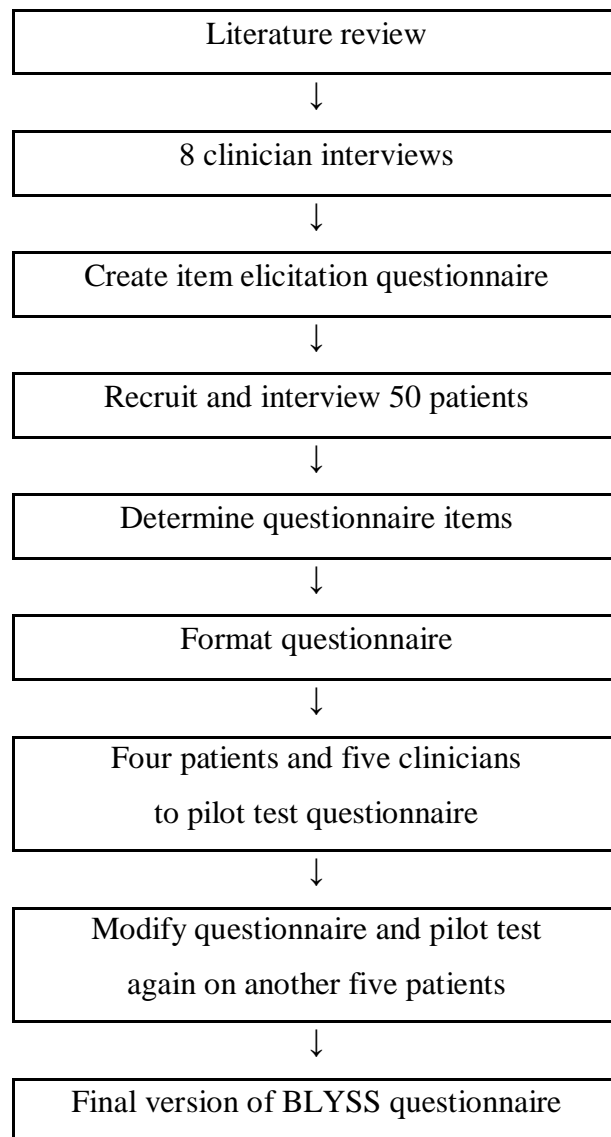 Literature review
↓
8 clinician interviews
↓
Create item elicitation questionnaire
↓
Recruit and interview 50 patients
↓
Determine questionnaire items
↓
Format questionnaire
↓
Four patients and five clinicians
to pilot test questionnaire
↓
Modify questionnaire and pilot test
again on another five patients
↓
Final version of BLYSS questionnaire